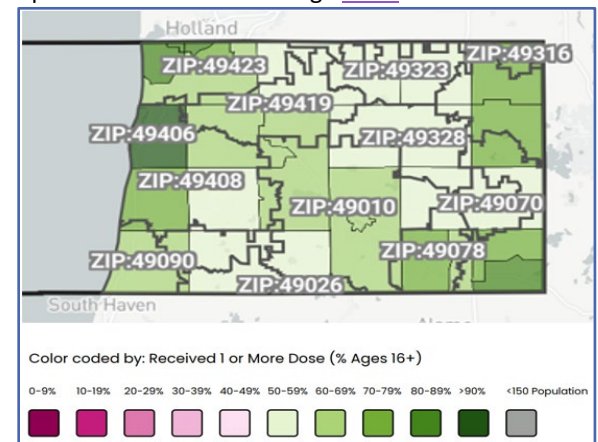 Holland
ZIP:49423
ZIP:49323
ZIP:49316
ZIP:49419
ZIP:49406
ZIP:49328
ZIP:49408
ZIP:49010
ZIP:49070
ZIP:49078
ZIP:49090
ZIP:49026
South Haven
Color coded by: Received 1 or More Dose (% Ages 16+)
0-9% 10-19% 20-29% 30-39% 40-49% 50-59% 60-69% 70-79% 80-89% >90% <150 Population